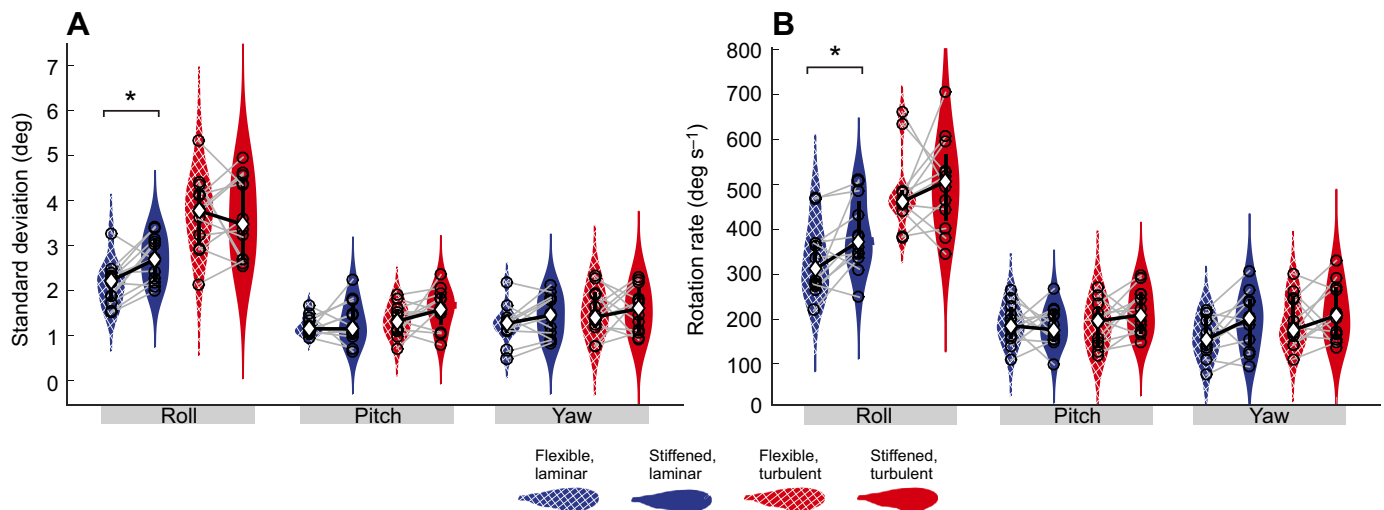 A
B
Standard deviation (deg)
7
6
5
4
3
2
1
0
*
Roll
Pitch
Yaw
Rotation rate (deg s⁻¹)
800
700
600
500
400
300
200
100
0
*
Roll
Pitch
Yaw
Flexible,
laminar
Stiffened,
laminar
Flexible,
turbulent
Stiffened,
turbulent